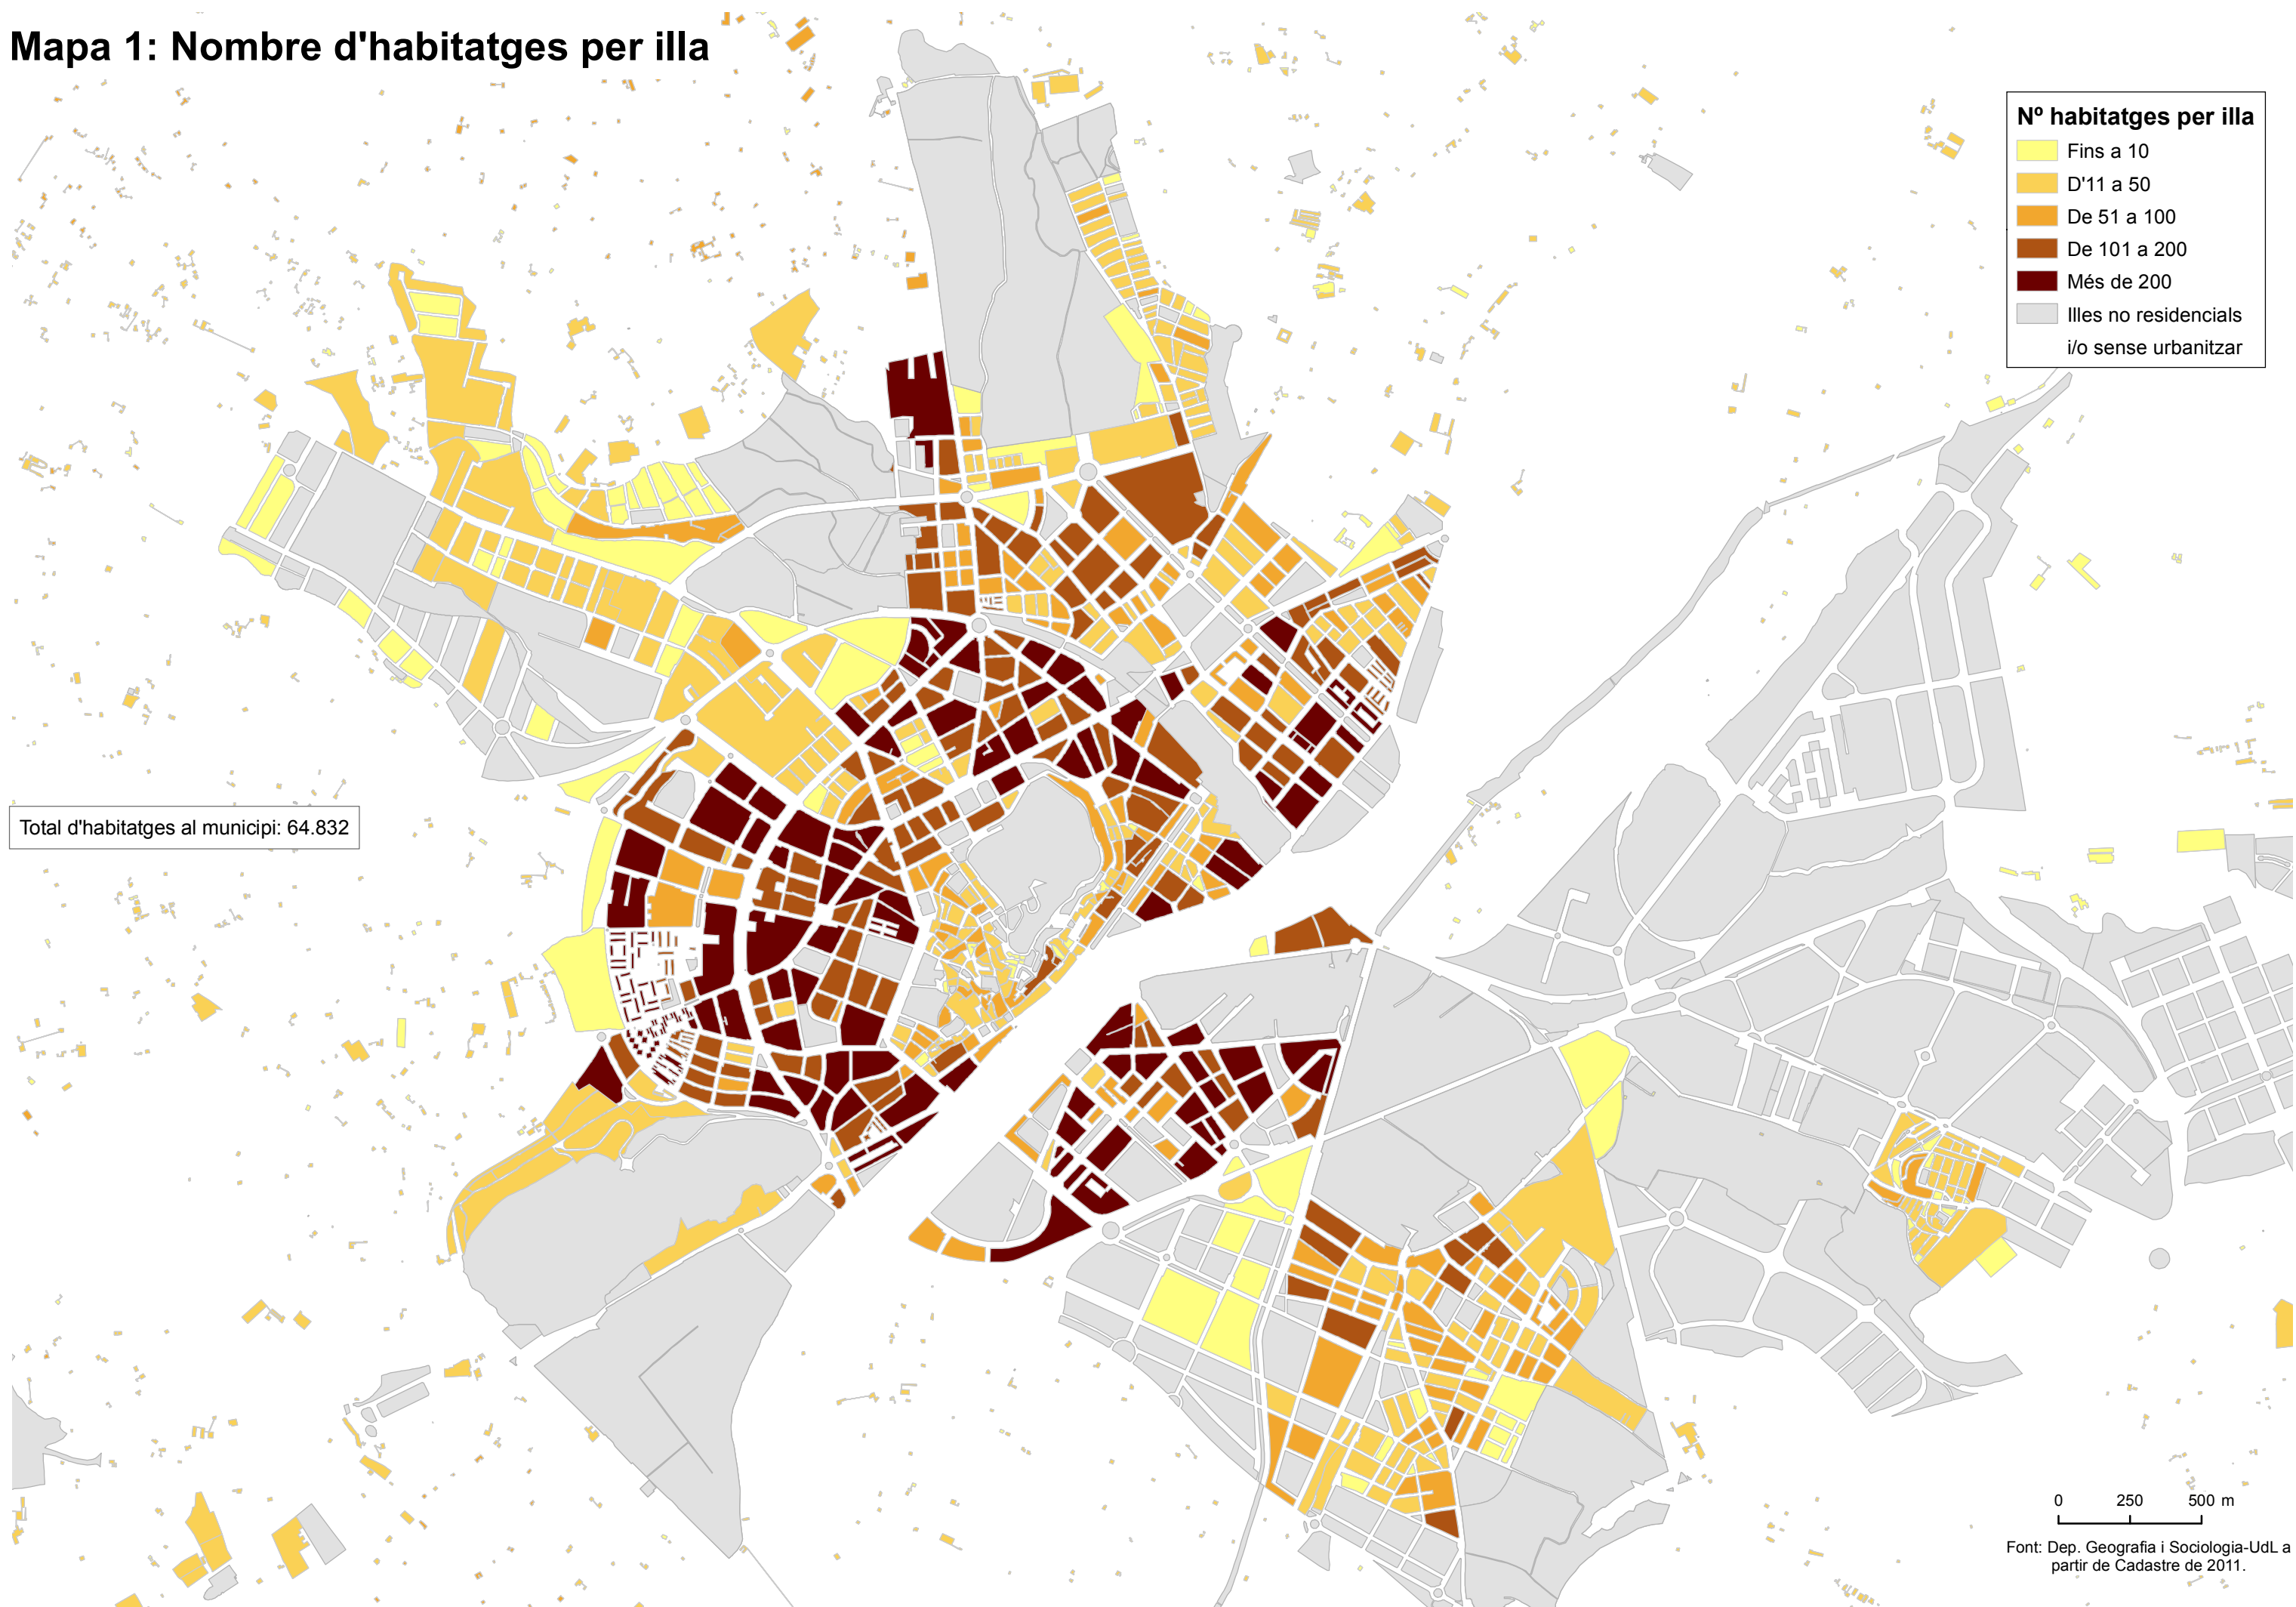 Mapa 1: Nombre d'habitatges per illa
Nº habitatges per illa
Fins a 10
D'11 a 50
De 51 a 100
De 101 a 200
Més de 200
Illes no residencials
i/o sense urbanitzar
Total d'habitatges al municipi: 64.832
0 250 500 m
Font: Dep. Geografia i Sociologia-UdL a
partir de Cadastre de 2011.